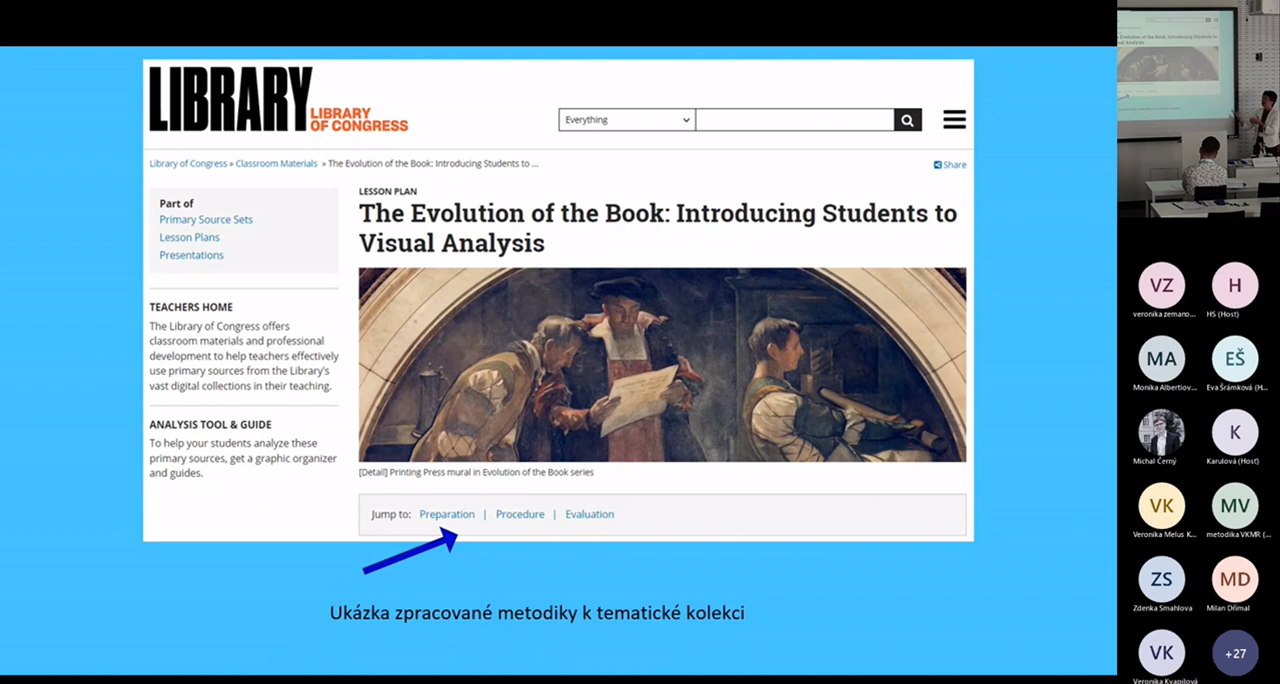 LIBRARY
LIBRARY
OF CONGRESS
Everything
Library of Congress » Classroom Materials » The Evolution of the Book: Introducing Students to ...
Share
Part of
Primary Source Sets
Lesson Plans
Presentations
TEACHERS HOME
The Library of Congress offers
classroom materials and professional
development to help teachers effectively
use primary sources from the Library's
vast digital collections in their teaching.
ANALYSIS TOOL & GUIDE
To help your students analyze these
primary sources, get a graphic organizer
and guides.
LESSON PLAN
The Evolution of the Book: Introducing Students to
Visual Analysis
[Detail] Printing Press mural in Evolution of the Book series
Jump to: Preparation | Procedure | Evaluation
Ukázka zpracované metodiky k tematické kolekci
VZ
veronika zemano...
H
HS (Host)
MA
Monika Albertiov...
EŠ
Eva Šrámková (H...
Michal Černý
K
Karulová (Host)
VK
Veronika Melus K...
MV
metodika VKMR (...
ZS
Zdenka Smahlova
MD
Milan Dřímal
VK
Veronika Kvapilová
+27